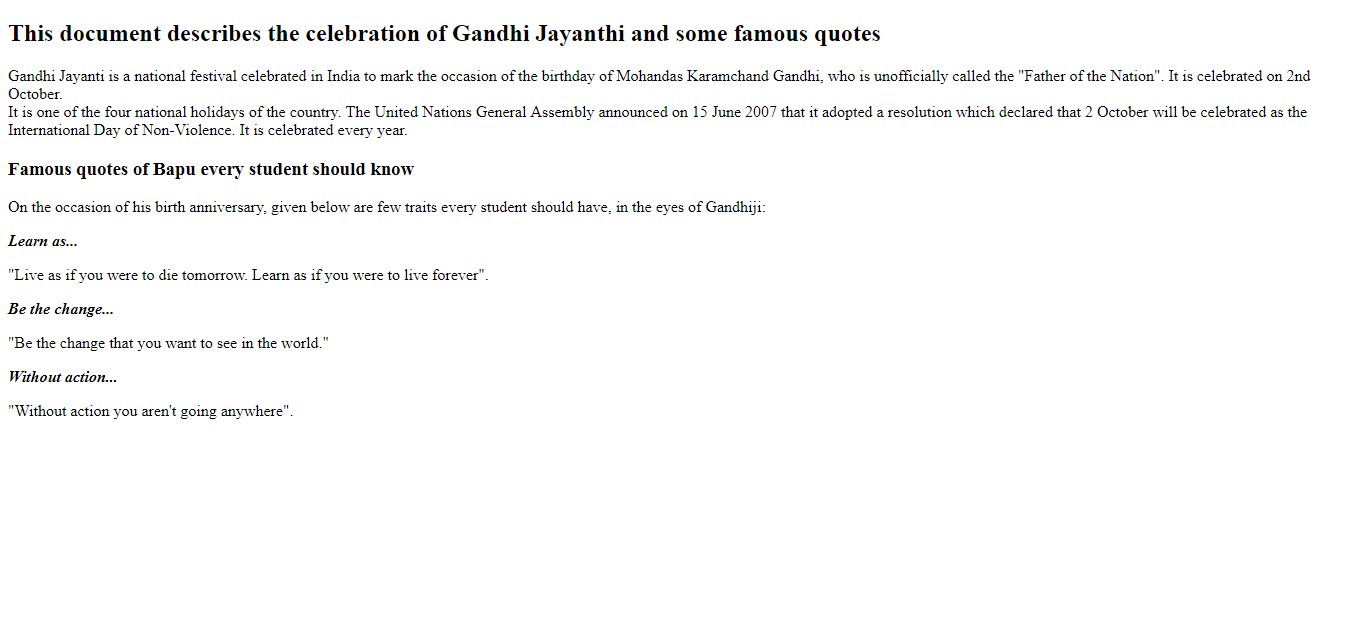 This document describes the celebration of Gandhi Jayanthi and some famous quotes
Gandhi Jayanti is a national festival celebrated in India to mark the occasion of the birthday of Mohandas Karamchand Gandhi, who is unofficially called the "Father of the Nation". It is celebrated on 2nd
October.
It is one of the four national holidays of the country. The United Nations General Assembly announced on 15 June 2007 that it adopted a resolution which declared that 2 October will be celebrated as the
International Day of Non-Violence. It is celebrated every year.
Famous quotes of Bapu every student should know
On the occasion of his birth anniversary, given below are few traits every student should have, in the eyes of Gandhiji:
Learn as...
"Live as if you were to die tomorrow. Learn as if you were to live forever".
Be the change...
"Be the change that you want to see in the world."
Without action...
"Without action you aren't going anywhere".